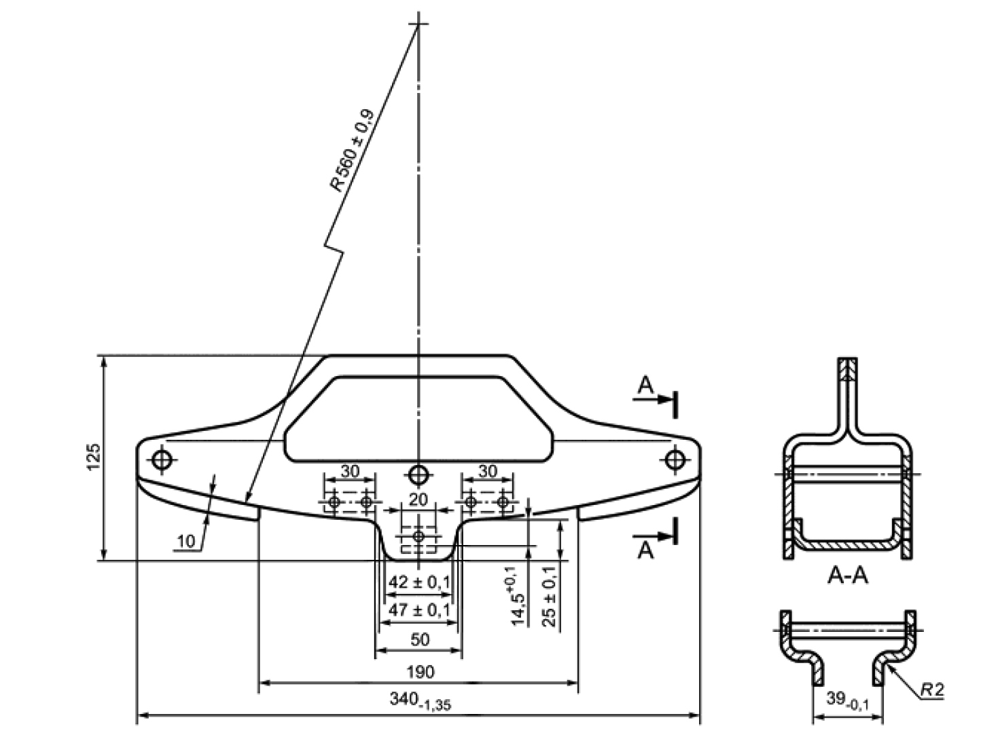 R560 ± 0,9
A
125
30
30
20
10
A
A-A
42 ± 0,1
14,5+0,1
25 ± 0,1
47 ± 0,1
50
190
340-1,35
R2
39-0,1